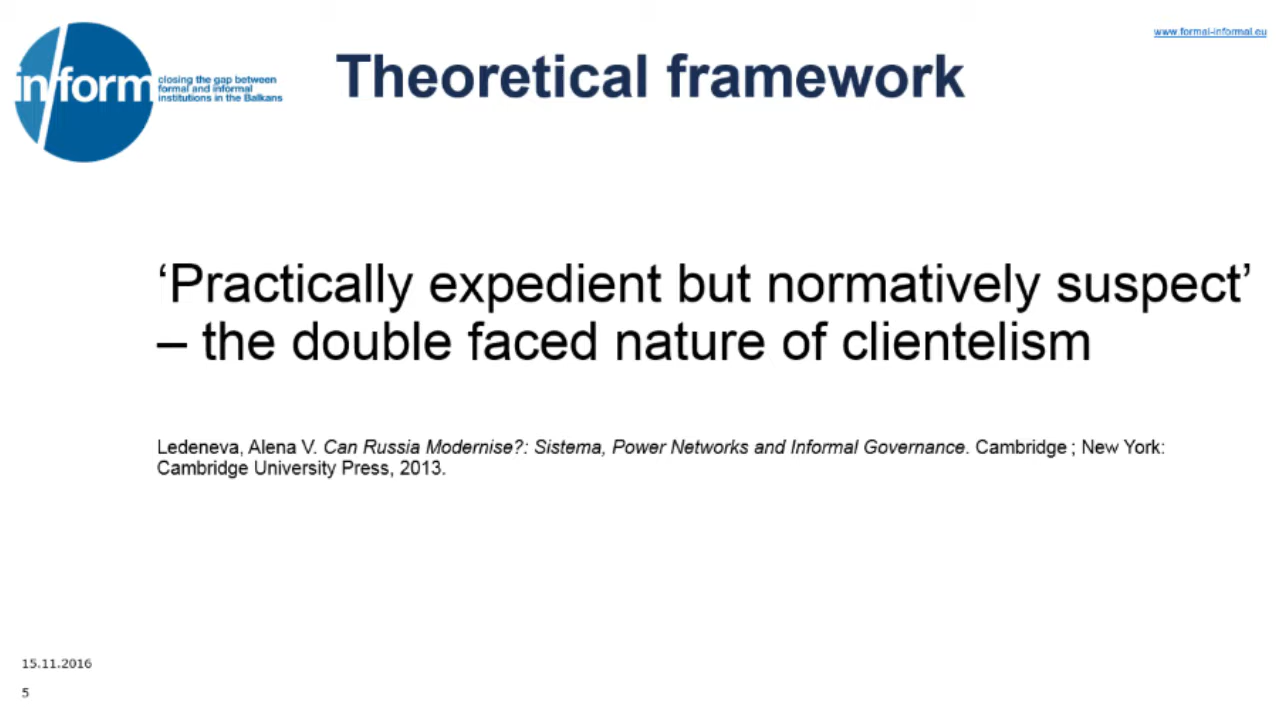 www.formal-informal.eu
in/form
closing the gap between
formal and informal
institutions in the Balkans
Theoretical framework
‘Practically expedient but normatively suspect’
– the double faced nature of clientelism
Ledeneva, Alena V. Can Russia Modernise?: Sistema, Power Networks and Informal Governance. Cambridge ; New York:
Cambridge University Press, 2013.
15.11.2016
5